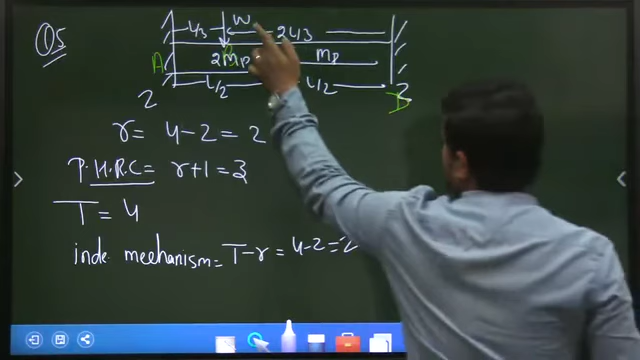 Q5
L/3 W 2L/3
A 2Mp B Mp
L/2 L/2 D
2 2
r = 4-2 = 2
P.H.R.C = r+1 = 3
T = 4
inde. mechanism = T-r = 4-2 = 2